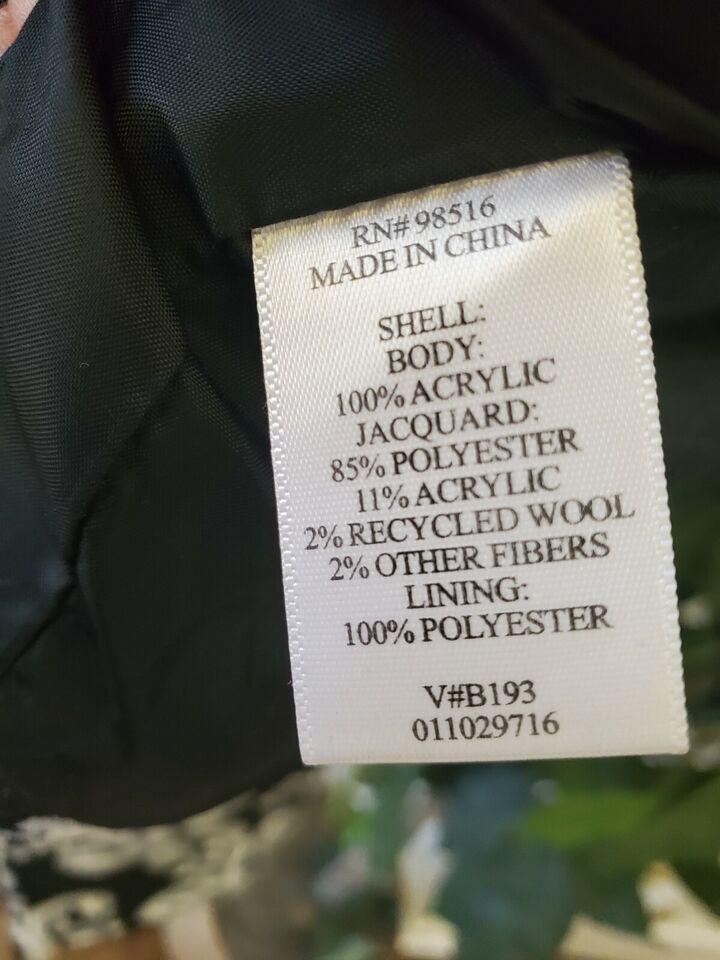 RN# 98516
MADE IN CHINA
SHELL:
BODY:
100% ACRYLIC
JACQUARD:
85% POLYESTER
11% ACRYLIC
2% RECYCLED WOOL
2% OTHER FIBERS
LINING:
100% POLYESTER
V#B193
011029716